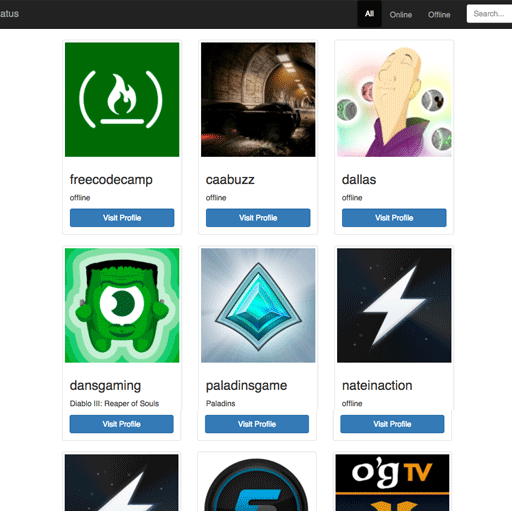 atus
All
Online
Offline
Search...
freecodecamp
caabuzz
dallas
offline
offline
offline
Visit Profile
Visit Profile
Visit Profile
dansgaming
paladinsgame
nateinaction
Diablo III: Reaper of Souls
Paladins
offline
Visit Profile
Visit Profile
Visit Profile
o'g TV